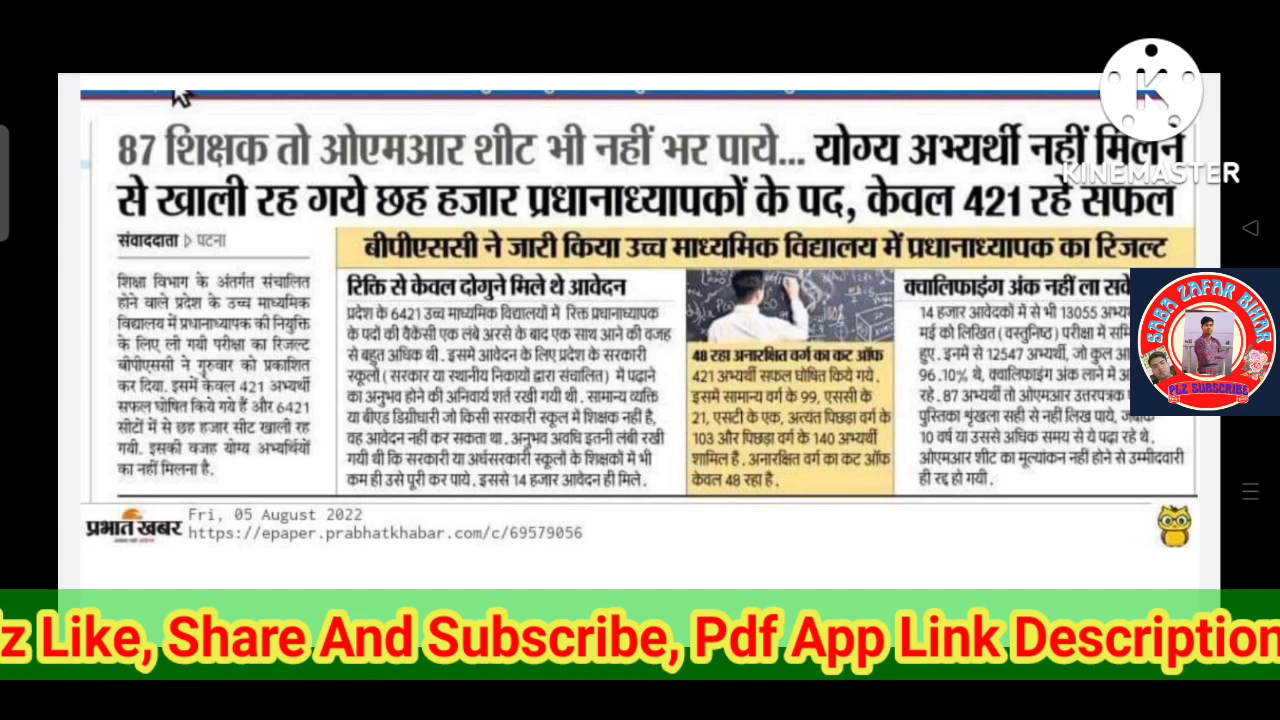 87 शिक्षक तो ओएमआर शीट भी नहीं भर पाये... योग्य अभ्यर्थी नहीं मिलने
से खाली रह गये छह हजार प्रधानाध्यापकों के पद, केवल 421 रहे सफल
संवाददाता ▷ पटना
शिक्षा विभाग के अंतर्गत संचालित
होने वाले प्रदेश के उच्च माध्यमिक
विद्यालय में प्रधानाध्यापक की नियुक्ति
के लिए ली गयी परीक्षा का रिजल्ट
बीपीएससी ने गुरुवार को प्रकाशित
कर दिया. इसमें केवल 421 अभ्यर्थी
सफल घोषित किये गये हैं और 6421
सीटों में से छह हजार सीट खाली रह
गयी. इसकी वजह योग्य अभ्यर्थियों
का नहीं मिलना है.
बीपीएससी ने जारी किया उच्च माध्यमिक विद्यालय में प्रधानाध्यापक का रिजल्ट
रिक्ति से केवल दोगुने मिले थे आवेदन
प्रदेश के 6421 उच्च माध्यमिक विद्यालयों में रिक्त प्रधानाध्यापक
के पदों की वैकेंसी एक लंबे अरसे के बाद एक साथ आने की वजह
से बहुत अधिक थी. इसमें आवेदन के लिए प्रदेश के सरकारी
स्कूलों (सरकार या स्थानीय निकायों द्वारा संचालित) में पढ़ाने
का अनुभव होने की अनिवार्य शर्त रखी गयी थी. सामान्य व्यक्ति
या बीएड डिग्रीधारी जो किसी सरकारी स्कूल में शिक्षक नहीं है,
वह आवेदन नहीं कर सकता था. अनुभव अवधि इतनी लंबी रखी
गयी थी कि सरकारी या अर्धसरकारी स्कूलों के शिक्षकों में भी
कम ही उसे पूरी कर पाये. इससे 14 हजार आवेदन ही मिले.
48 रहा अनारक्षित वर्ग का कट ऑफ
421 अभ्यर्थी सफल घोषित किये गये.
इसमें सामान्य वर्ग के 99, एससी के
21, एसटी के एक, अत्यंत पिछड़ा वर्ग के
103 और पिछड़ा वर्ग के 140 अभ्यर्थी
शामिल हैं. अनारक्षित वर्ग का कट ऑफ
केवल 48 रहा है.
क्वालिफाइंग अंक नहीं ला
14 हजार आवेदकों में से भी 13055
मई को लिखित (वस्तुनिष्ठ) परीक्षा में
हुए. इनमें से 12547 अभ्यर्थी, जो कुल
96.10% थे, क्वालिफाइंग अंक लाने में
रहे. 87 अभ्यर्थी तो ओएमआर उत्तरपत्रक
पुस्तिका श्रृंखला सही से नहीं लिख पाये,
10 वर्ष या उससे अधिक समय से ये पढ़ा रहे थे.
ओएमआर शीट का मूल्यांकन नहीं होने से उम्मीदवारी
ही रद्द हो गयी.
प्रभात खबर
Fri, 05 August 2022
https://epaper.prabhatkhabar.com/c/69579056
K
KINEMASTER
SABA ZAFAR BIHAR
PLZ SUBSCRIBE
z Like, Share And Subscribe, Pdf App Link Description